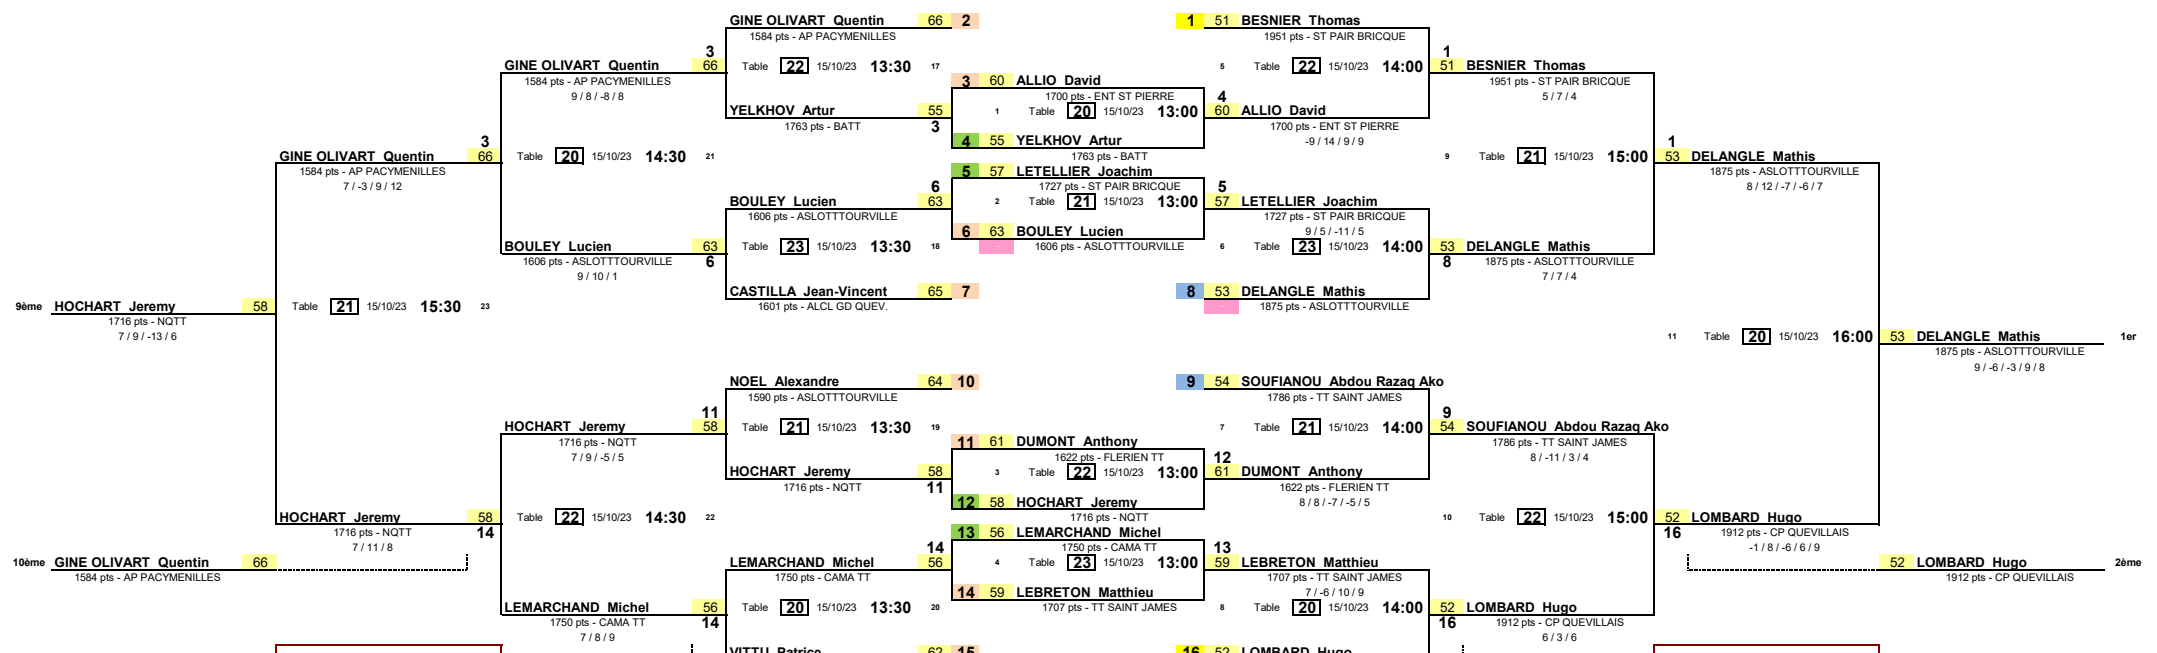 GINE OLIVART Quentin 66 2 1 51 BESNIER Thomas
1584 pts - AP PACYMENILLES 1951 pts - ST PAIR BRICQUE
3 1
GINE OLIVART Quentin 66 Table 22 15/10/23 13:30 17 5 Table 22 15/10/23 14:00 51 BESNIER Thomas
1584 pts - AP PACYMENILLES 3 60 ALLIO David 1951 pts - ST PAIR BRICQUE
9 / 8 / -8 / 8 1700 pts - ENT ST PIERRE 4 5 / 7 / 4
YELKHOV Artur 55 1 Table 20 15/10/23 13:00 60 ALLIO David
1763 pts - BATT 3 1700 pts - ENT ST PIERRE
3 4 55 YELKHOV Artur -9 / 14 / 9 / 9 1
GINE OLIVART Quentin 66 Table 20 15/10/23 14:30 21 1763 pts - BATT 9 Table 21 15/10/23 15:00 53 DELANGLE Mathis
1584 pts - AP PACYMENILLES 5 57 LETELLIER Joachim 1875 pts - ASLOTTTOURVILLE
7 / -3 / 9 / 12 6 1727 pts - ST PAIR BRICQUE 5 8 / 12 / -7 / -6 / 7
BOULEY Lucien 63 2 Table 21 15/10/23 13:00 57 LETELLIER Joachim
1606 pts - ASLOTTTOURVILLE 1727 pts - ST PAIR BRICQUE
6 63 BOULEY Lucien 9 / 5 / -11 / 5
BOULEY Lucien 63 Table 23 15/10/23 13:30 18 1606 pts - ASLOTTTOURVILLE 6 Table 23 15/10/23 14:00 53 DELANGLE Mathis
1606 pts - ASLOTTTOURVILLE 6 8 1875 pts - ASLOTTTOURVILLE
9 / 10 / 1 7 / 7 / 4
CASTILLA Jean-Vincent 65 7 8 53 DELANGLE Mathis
9ème HOCHART Jeremy 58 Table 21 15/10/23 15:30 23 1601 pts - ALCL GD QUEV. 1875 pts - ASLOTTTOURVILLE
1716 pts - NQTT
7 / 9 / -13 / 6 11 Table 20 15/10/23 16:00 53 DELANGLE Mathis 1er
1875 pts - ASLOTTTOURVILLE
9 / -6 / -3 / 9 / 8
NOEL Alexandre 64 10 9 54 SOUFIANOU Abdou Razaq Ako
1590 pts - ASLOTTTOURVILLE 1786 pts - TT SAINT JAMES
11 9
HOCHART Jeremy 58 Table 21 15/10/23 13:30 19 7 Table 21 15/10/23 14:00 54 SOUFIANOU Abdou Razaq Ako
1716 pts - NQTT 11 61 DUMONT Anthony 1786 pts - TT SAINT JAMES
7 / 9 / -5 / 5 1622 pts - FLERIEN TT 12 8 / -11 / 3 / 4
HOCHART Jeremy 58 3 Table 22 15/10/23 13:00 61 DUMONT Anthony
1716 pts - NQTT 11 1622 pts - FLERIEN TT
12 58 HOCHART Jeremy 8 / 8 / -7 / -5 / 5
HOCHART Jeremy 58 Table 22 15/10/23 14:30 22 1716 pts - NQTT 10 Table 22 15/10/23 15:00 52 LOMBARD Hugo
1716 pts - NQTT 14 13 56 LEMARCHAND Michel 16 1912 pts - CP QUEVILLAIS
7 / 11 / 8 14 1750 pts - CAMA TT 13 -1 / 8 / -6 / 6 / 9
10ème GINE OLIVART Quentin 66 LEMARCHAND Michel 56 4 Table 23 15/10/23 13:00 59 LEBRETON Matthieu 52 LOMBARD Hugo 2ème
1584 pts - AP PACYMENILLES 1750 pts - CAMA TT 1707 pts - TT SAINT JAMES 1912 pts - CP QUEVILLAIS
14 59 LEBRETON Matthieu 7 / -6 / 10 / 9
LEMARCHAND Michel 56 Table 20 15/10/23 13:30 20 1707 pts - TT SAINT JAMES 8 Table 20 15/10/23 14:00 52 LOMBARD Hugo
1750 pts - CAMA TT 14 16 1912 pts - CP QUEVILLAIS
7 / 8 / 9 6 / 3 / 6
VITTU Patrice 62 15 16 52 LOMBARD Hugo